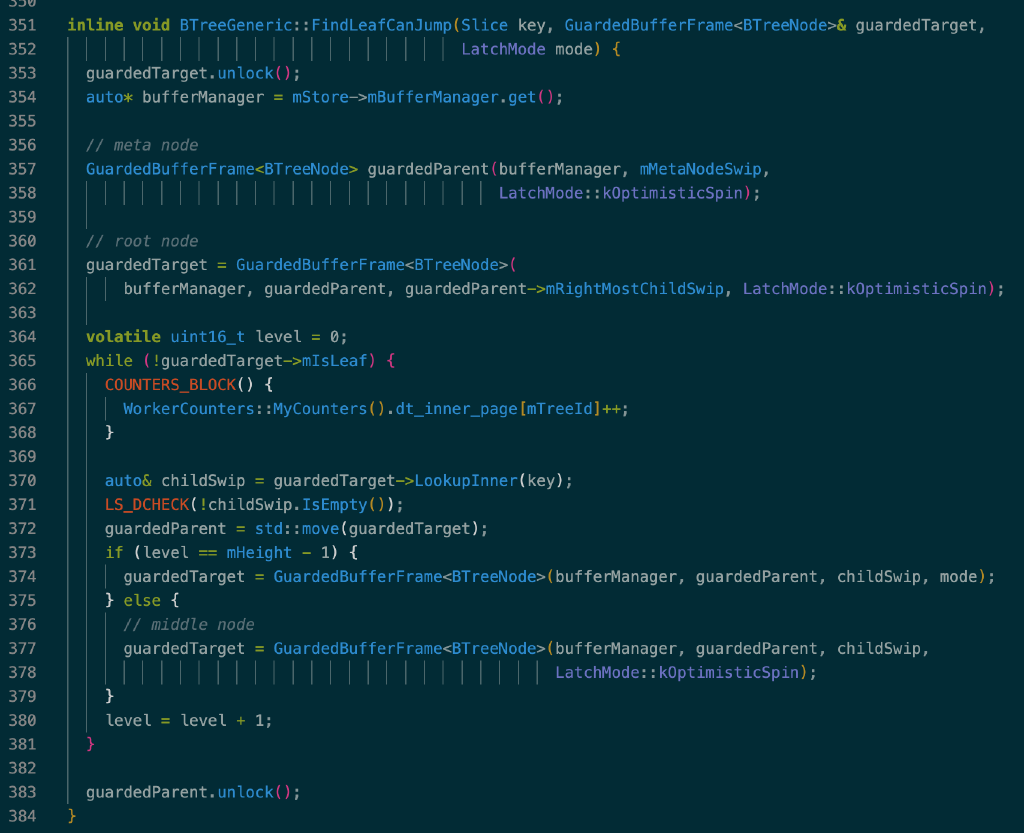 350
351 inline void BTreeGeneric::FindLeafCanJump(Slice key, GuardedBufferFrame<BTreeNode>& guardedTarget,
352 LatchMode mode) {
353 guardedTarget.unlock();
354 auto* bufferManager = mStore->mBufferManager.get();
355
356 // meta node
357 GuardedBufferFrame<BTreeNode> guardedParent(bufferManager, mMetaNodeSwip,
358 LatchMode::kOptimisticSpin);
359
360 // root node
361 guardedTarget = GuardedBufferFrame<BTreeNode>(
362 bufferManager, guardedParent, guardedParent->mRightMostChildSwip, LatchMode::kOptimisticSpin);
363
364 volatile uint16_t level = 0;
365 while (!guardedTarget->mIsLeaf) {
366 COUNTERS_BLOCK() {
367 WorkerCounters::MyCounters().dt_inner_page[mTreeId]++;
368 }
369
370 auto& childSwip = guardedTarget->LookupInner(key);
371 LS_DCHECK(!childSwip.IsEmpty());
372 guardedParent = std::move(guardedTarget);
373 if (level == mHeight - 1) {
374 guardedTarget = GuardedBufferFrame<BTreeNode>(bufferManager, guardedParent, childSwip, mode);
375 } else {
376 // middle node
377 guardedTarget = GuardedBufferFrame<BTreeNode>(bufferManager, guardedParent, childSwip,
378 LatchMode::kOptimisticSpin);
379 }
380 level = level + 1;
381 }
382
383 guardedParent.unlock();
384 }